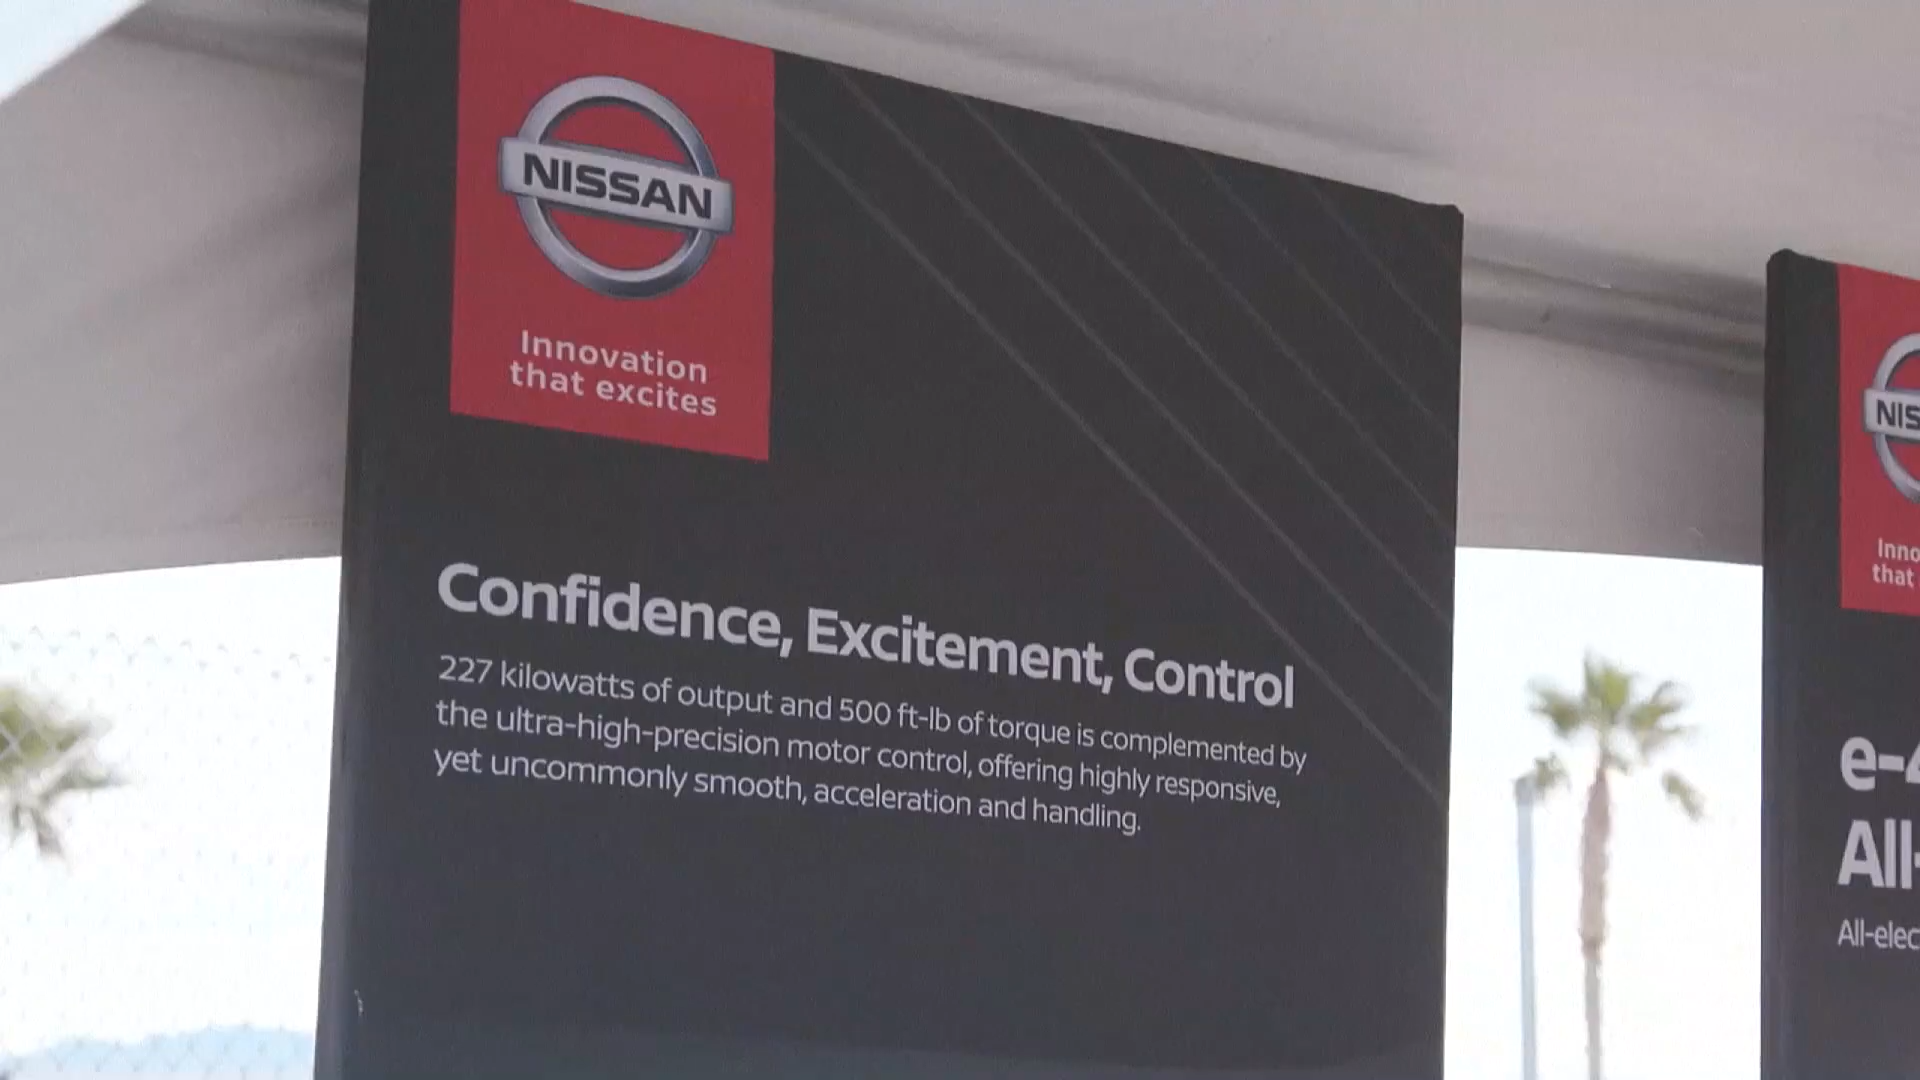 NISSAN
Innovation
that excites
Confidence, Excitement, Control
227 kilowatts of output and 500 ft-lb of torque is complemented by
the ultra-high-precision motor control, offering highly responsive,
yet uncommonly smooth, acceleration and handling.
NIS
Inno
that
e-4
All-
All-elec